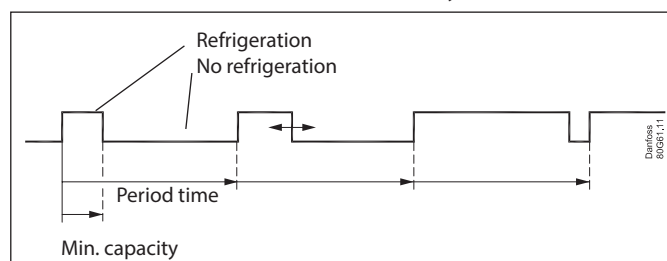 Refrigeration
No refrigeration
Period time
Min. capacity
Danfoss
80G61.11